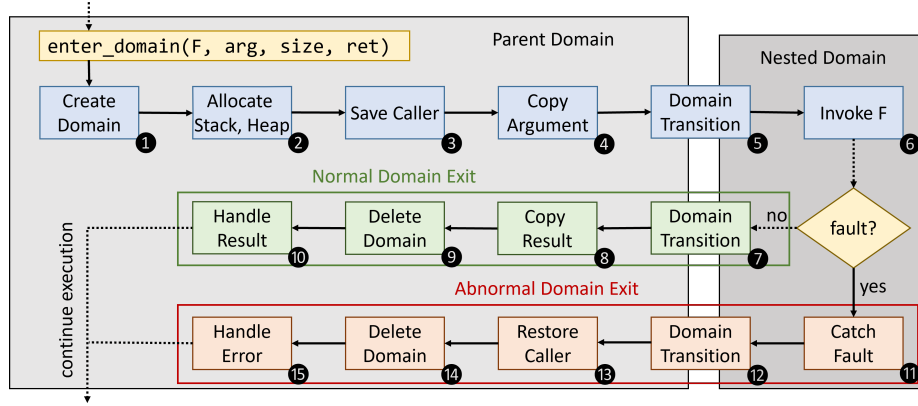 enter_domain(F, arg, size, ret)
Parent Domain
Nested Domain
Create
Domain
1
Allocate
Stack, Heap
2
Save Caller
3
Copy
Argument
4
Domain
Transition
5
Invoke F
6
Normal Domain Exit
Handle
Result
10
Delete
Domain
9
Copy
Result
8
Domain
Transition
7
no
fault?
yes
continue execution
Abnormal Domain Exit
Handle
Error
15
Delete
Domain
14
Restore
Caller
13
Domain
Transition
12
Catch
Fault
11